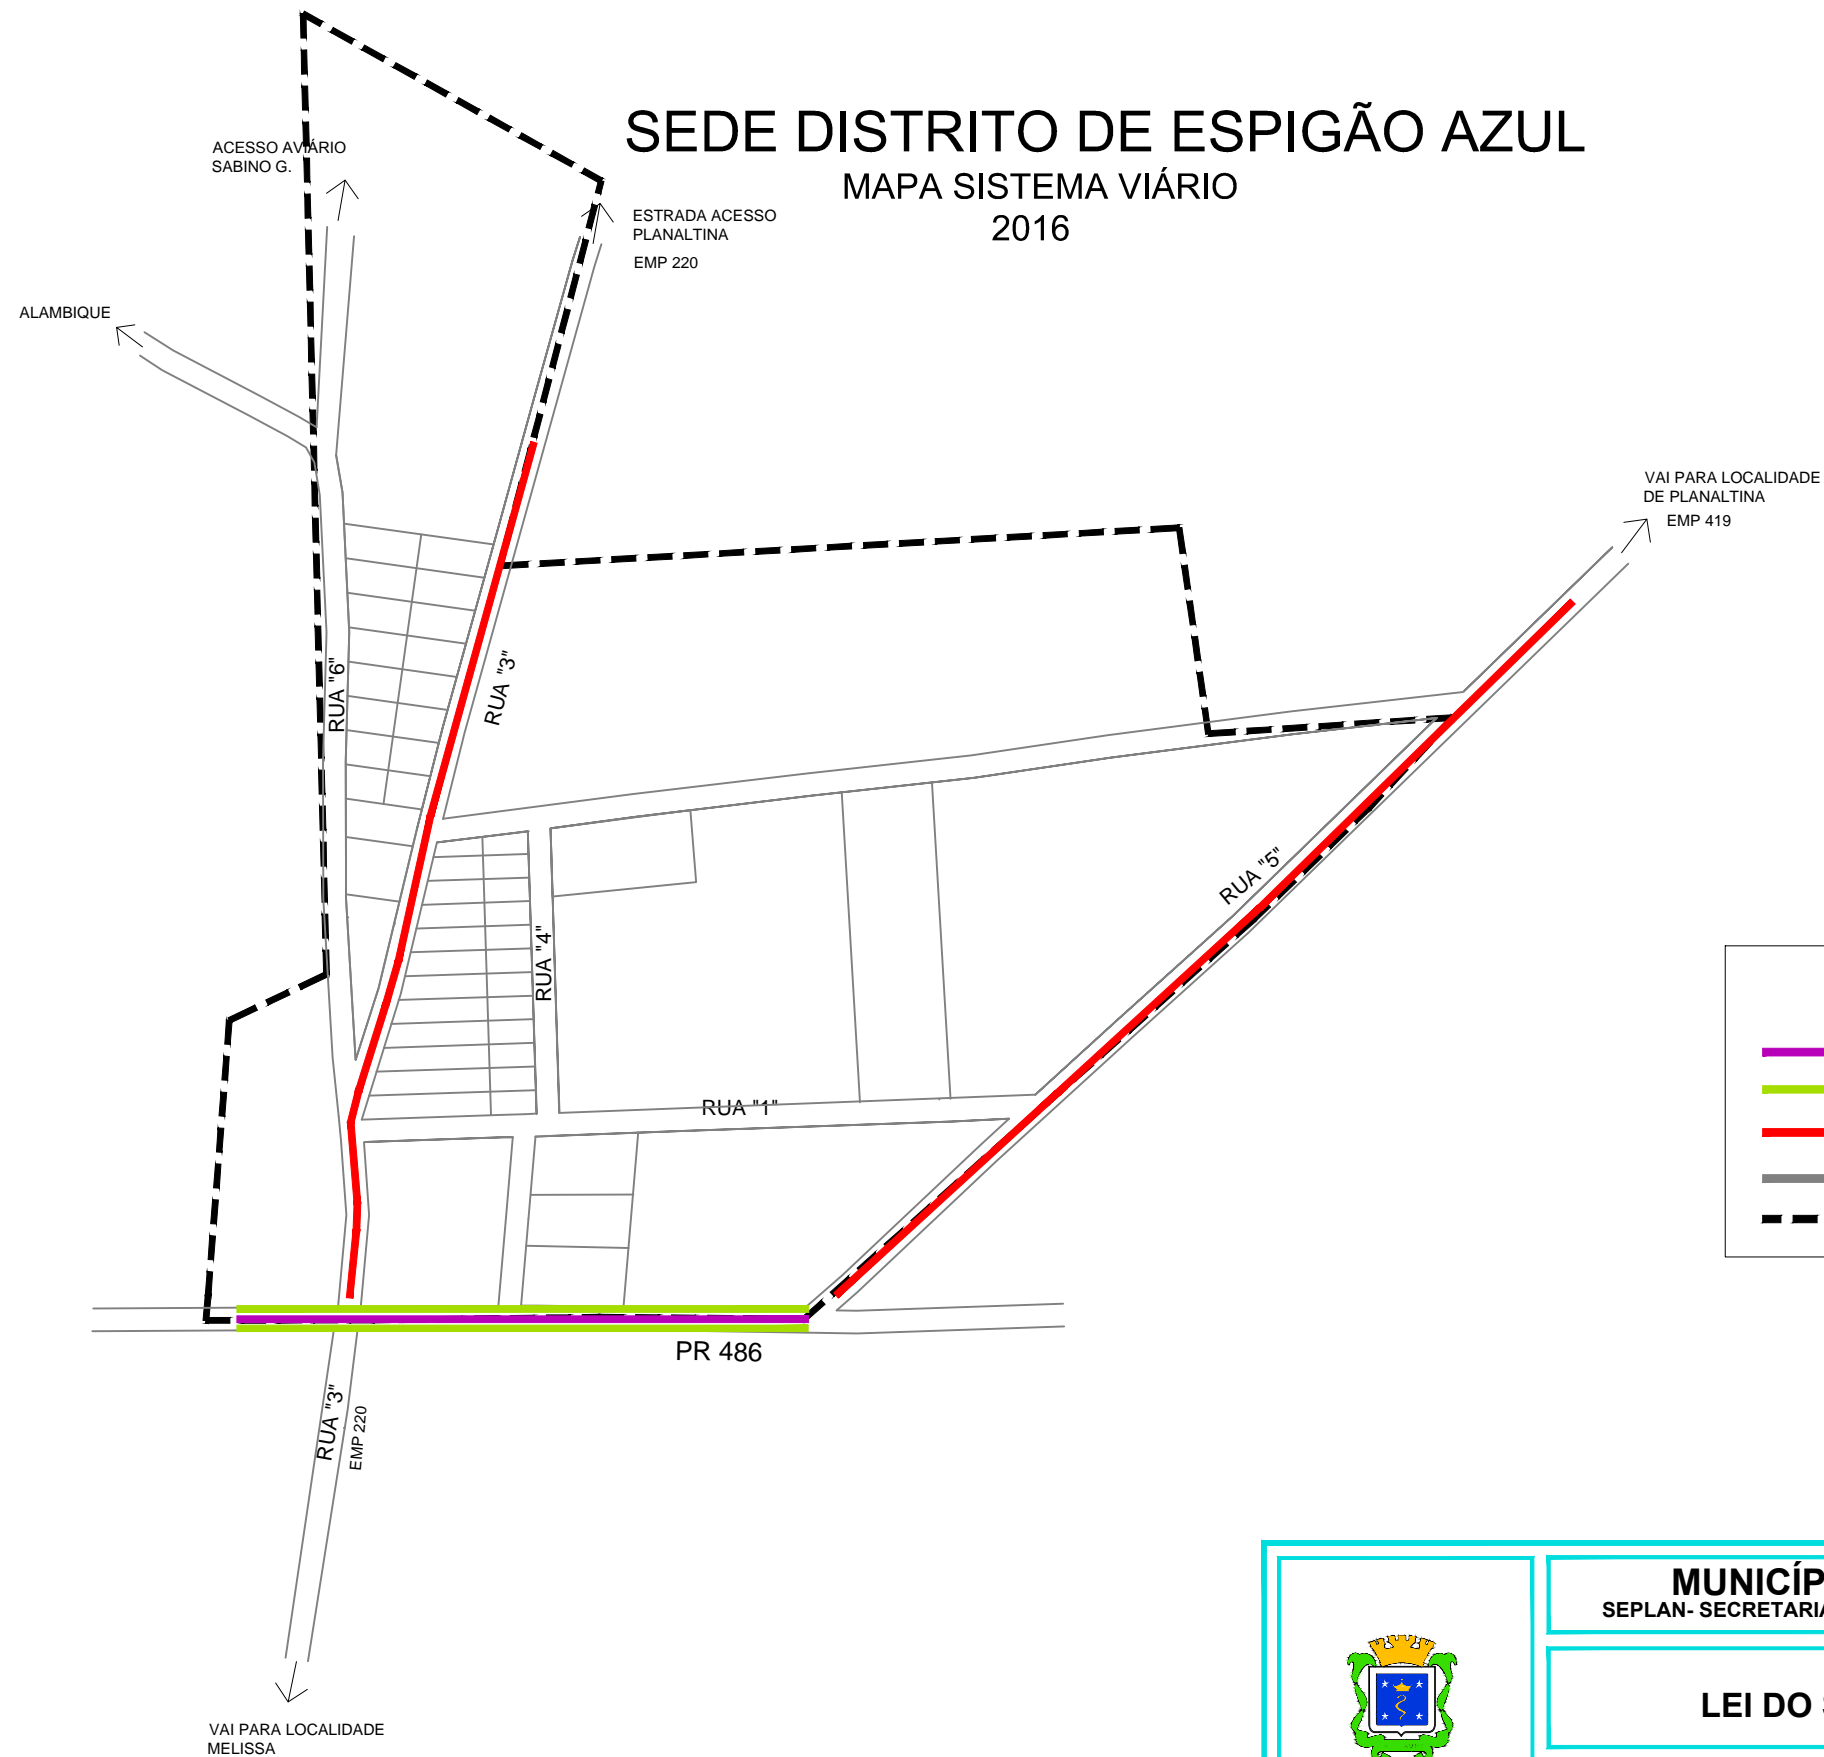 SEDE DISTRITO DE ESPIGÃO AZUL
MAPA SISTEMA VIÁRIO
2016
ACESSO AVIÁRIO
SABINO G.
ESTRADA ACESSO
PLANALTINA
EMP 220
ALAMBIQUE
VAI PARA LOCALIDADE
DE PLANALTINA
EMP 419
RUA "6"
RUA "3"
RUA "5"
RUA "4"
RUA "1"
PR 486
RUA "3"
EMP 220
VAI PARA LOCALIDADE
MELISSA
MUNICÍP
SEPLAN- SECRETARIA
LEI DO